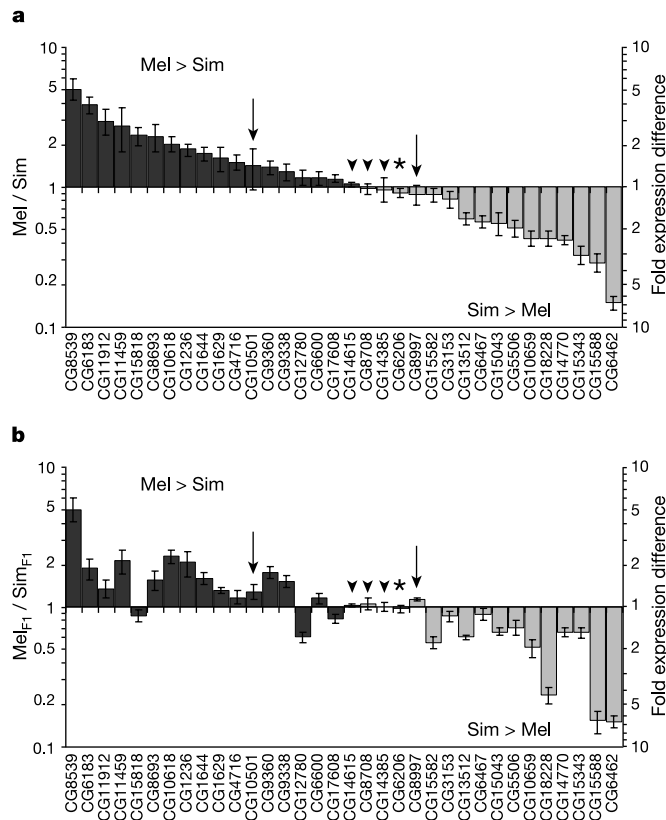 a
10
5
2
1
0.5
0.2
0.1
Mel / Sim
Mel > Sim
Sim > Mel
10
5
2
1
2
5
10
Fold expression difference
CG8539
CG6183
CG11912
CG11459
CG15818
CG8693
CG10618
CG1236
CG1644
CG1629
CG4716
CG10501
CG9360
CG9338
CG12780
CG6600
CG17608
CG14615
CG8708
CG14385
CG6206
CG8997
CG15582
CG3153
CG13512
CG6467
CG15043
CG5506
CG10659
CG18228
CG14770
CG15343
CG15588
CG6462
b
10
5
2
1
0.5
0.2
0.1
MelF1 / SimF1
Mel > Sim
Sim > Mel
10
5
2
1
2
5
10
Fold expression difference
CG8539
CG6183
CG11912
CG11459
CG15818
CG8693
CG10618
CG1236
CG1644
CG1629
CG4716
CG10501
CG9360
CG9338
CG12780
CG6600
CG17608
CG14615
CG8708
CG14385
CG6206
CG8997
CG15582
CG3153
CG13512
CG6467
CG15043
CG5506
CG10659
CG18228
CG14770
CG15343
CG15588
CG6462